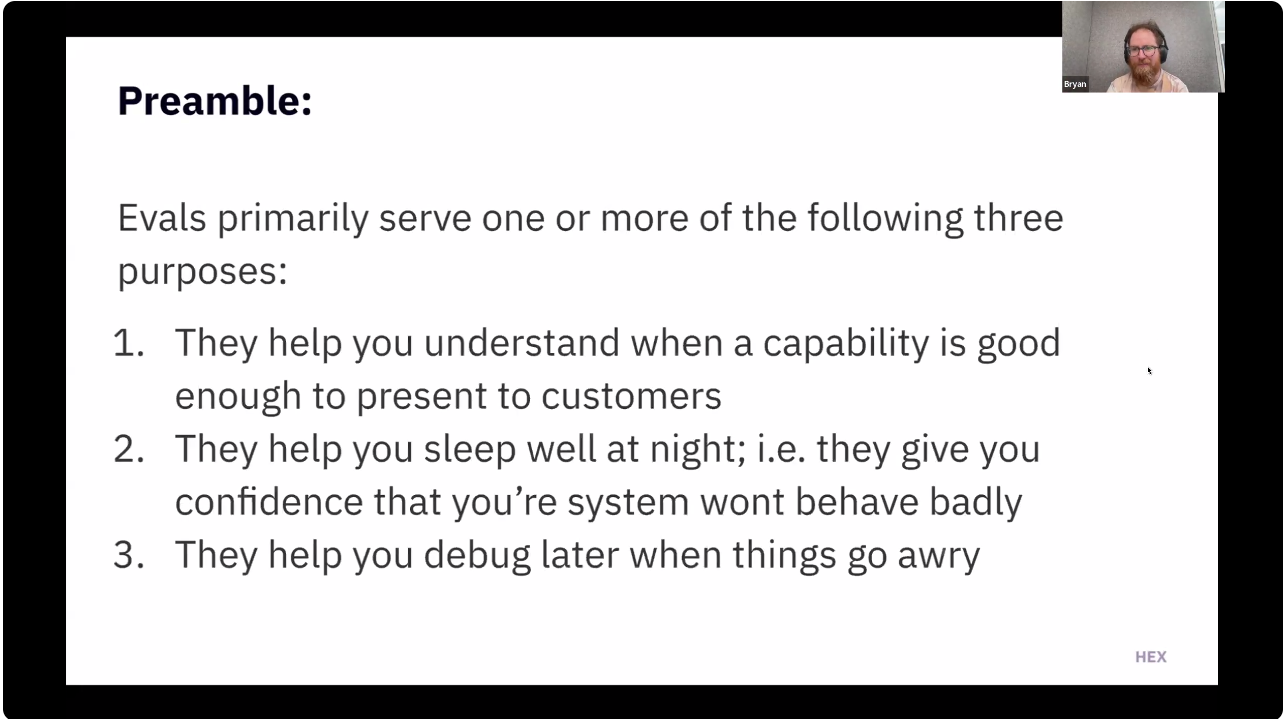 Bryan
Preamble:
Evals primarily serve one or more of the following three
purposes:
1. They help you understand when a capability is good
enough to present to customers
2. They help you sleep well at night; i.e. they give you
confidence that you’re system wont behave badly
3. They help you debug later when things go awry
HEX